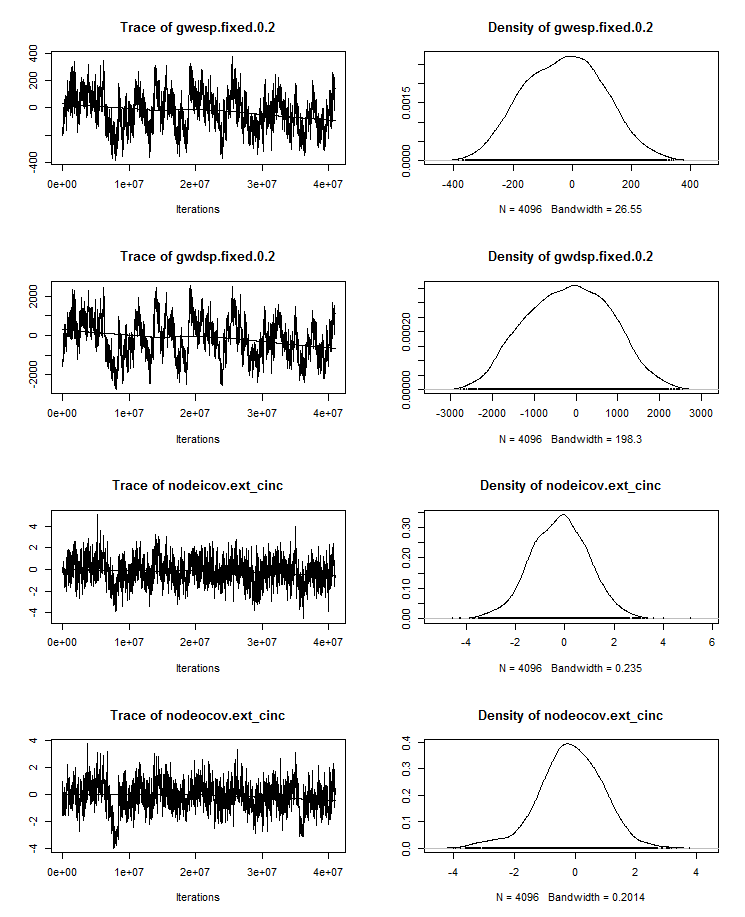 Trace of gwesp.fixed.0.2
Density of gwesp.fixed.0.2
400
200
0
-400
0e+00 1e+07 2e+07 3e+07 4e+07
Iterations
0.0015
0.0000
-400 -200 0 200 400
N = 4096 Bandwidth = 26.55
Trace of gwdsp.fixed.0.2
Density of gwdsp.fixed.0.2
2000
0
-2000
0e+00 1e+07 2e+07 3e+07 4e+07
Iterations
0.00020
0.00000
-3000 -2000 -1000 0 1000 2000 3000
N = 4096 Bandwidth = 198.3
Trace of nodeicov.ext_cinc
Density of nodeicov.ext_cinc
4
2
0
-2
-4
0e+00 1e+07 2e+07 3e+07 4e+07
Iterations
0.30
0.20
0.10
0.00
-4 -2 0 2 4 6
N = 4096 Bandwidth = 0.235
Trace of nodeocov.ext_cinc
Density of nodeocov.ext_cinc
4
2
0
-2
-4
0e+00 1e+07 2e+07 3e+07 4e+07
Iterations
0.4
0.3
0.2
0.1
0.0
-4 -2 0 2 4
N = 4096 Bandwidth = 0.2014